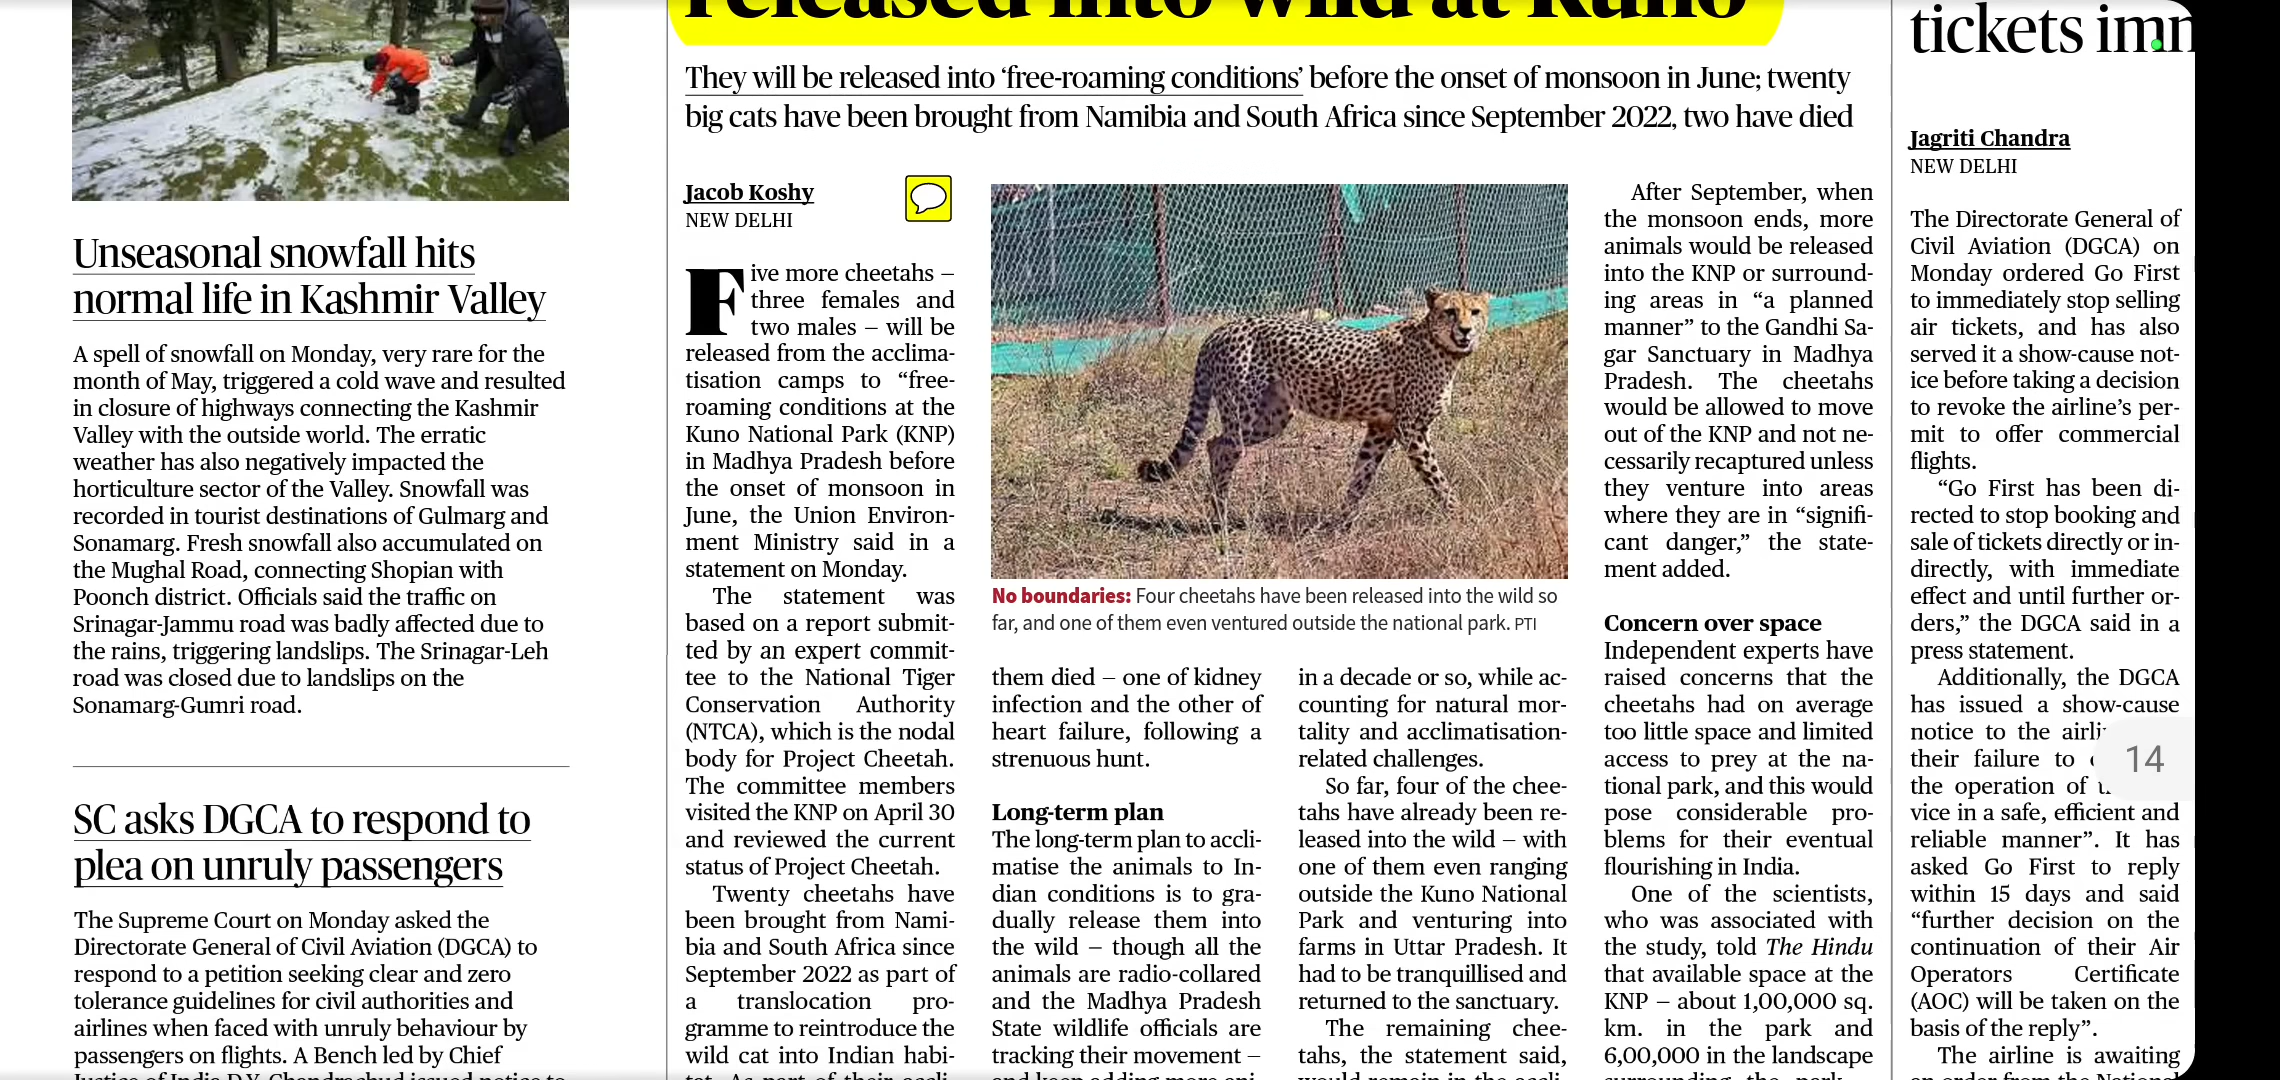 released into wild at Kuno
They will be released into ‘free-roaming conditions’ before the onset of monsoon in June; twenty
big cats have been brought from Namibia and South Africa since September 2022, two have died
Unseasonal snowfall hits
normal life in Kashmir Valley
A spell of snowfall on Monday, very rare for the
month of May, triggered a cold wave and resulted
in closure of highways connecting the Kashmir
Valley with the outside world. The erratic
weather has also negatively impacted the
horticulture sector of the Valley. Snowfall was
recorded in tourist destinations of Gulmarg and
Sonamarg. Fresh snowfall also accumulated on
the Mughal Road, connecting Shopian with
Poonch district. Officials said the traffic on
Srinagar-Jammu road was badly affected due to
the rains, triggering landslips. The Srinagar-Leh
road was closed due to landslips on the
Sonamarg-Gumri road.
SC asks DGCA to respond to
plea on unruly passengers
The Supreme Court on Monday asked the
Directorate General of Civil Aviation (DGCA) to
respond to a petition seeking clear and zero
tolerance guidelines for civil authorities and
airlines when faced with unruly behaviour by
passengers on flights. A Bench led by Chief
Jacob Koshy
NEW DELHI
Five more cheetahs –
three females and
two males – will be
released from the acclima-
tisation camps to “free-
roaming conditions at the
Kuno National Park (KNP)
in Madhya Pradesh before
the onset of monsoon in
June, the Union Environ-
ment Ministry said in a
statement on Monday.
The statement was
based on a report submit-
ted by an expert commit-
tee to the National Tiger
Conservation Authority
(NTCA), which is the nodal
body for Project Cheetah.
The committee members
visited the KNP on April 30
and reviewed the current
status of Project Cheetah.
Twenty cheetahs have
been brought from Nami-
bia and South Africa since
September 2022 as part of
a translocation pro-
gramme to reintroduce the
wild cat into Indian habi-
No boundaries: Four cheetahs have been released into the wild so
far, and one of them even ventured outside the national park. PTI
them died – one of kidney
infection and the other of
heart failure, following a
strenuous hunt.
Long-term plan
The long-term plan to accli-
matise the animals to In-
dian conditions is to gra-
dually release them into
the wild – though all the
animals are radio-collared
and the Madhya Pradesh
State wildlife officials are
tracking their movement –
in a decade or so, while ac-
counting for natural mor-
tality and acclimatisation-
related challenges.
So far, four of the chee-
tahs have already been re-
leased into the wild – with
one of them even ranging
outside the Kuno National
Park and venturing into
farms in Uttar Pradesh. It
had to be tranquillised and
returned to the sanctuary.
The remaining chee-
tahs, the statement said,
After September, when
the monsoon ends, more
animals would be released
into the KNP or surround-
ing areas in “a planned
manner” to the Gandhi Sa-
gar Sanctuary in Madhya
Pradesh. The cheetahs
would be allowed to move
out of the KNP and not ne-
cessarily recaptured unless
they venture into areas
where they are in “signifi-
cant danger,” the state-
ment added.
Concern over space
Independent experts have
raised concerns that the
cheetahs had on average
too little space and limited
access to prey at the na-
tional park, and this would
pose considerable pro-
blems for their eventual
flourishing in India.
One of the scientists,
who was associated with
the study, told The Hindu
that available space at the
KNP – about 1,00,000 sq.
km. in the park and
6,00,000 in the landscape
tickets
Jagriti Chandra
NEW DELHI
The Directorate General of
Civil Aviation (DGCA) on
Monday ordered Go First
to immediately stop selling
air tickets, and has also
served it a show-cause not-
ice before taking a decision
to revoke the airline’s per-
mit to offer commercial
flights.
“Go First has been di-
rected to stop booking and
sale of tickets directly or in-
directly, with immediate
effect and until further or-
ders,” the DGCA said in a
press statement.
Additionally, the DGCA
has issued a show-cause
notice to the
their failure to
the operation of
vice in a safe, efficient and
reliable manner”. It has
asked Go First to reply
within 15 days and said
“further decision on the
continuation of their Air
Operators Certificate
(AOC) will be taken on the
basis of the reply”.
The airline is awaiting
14